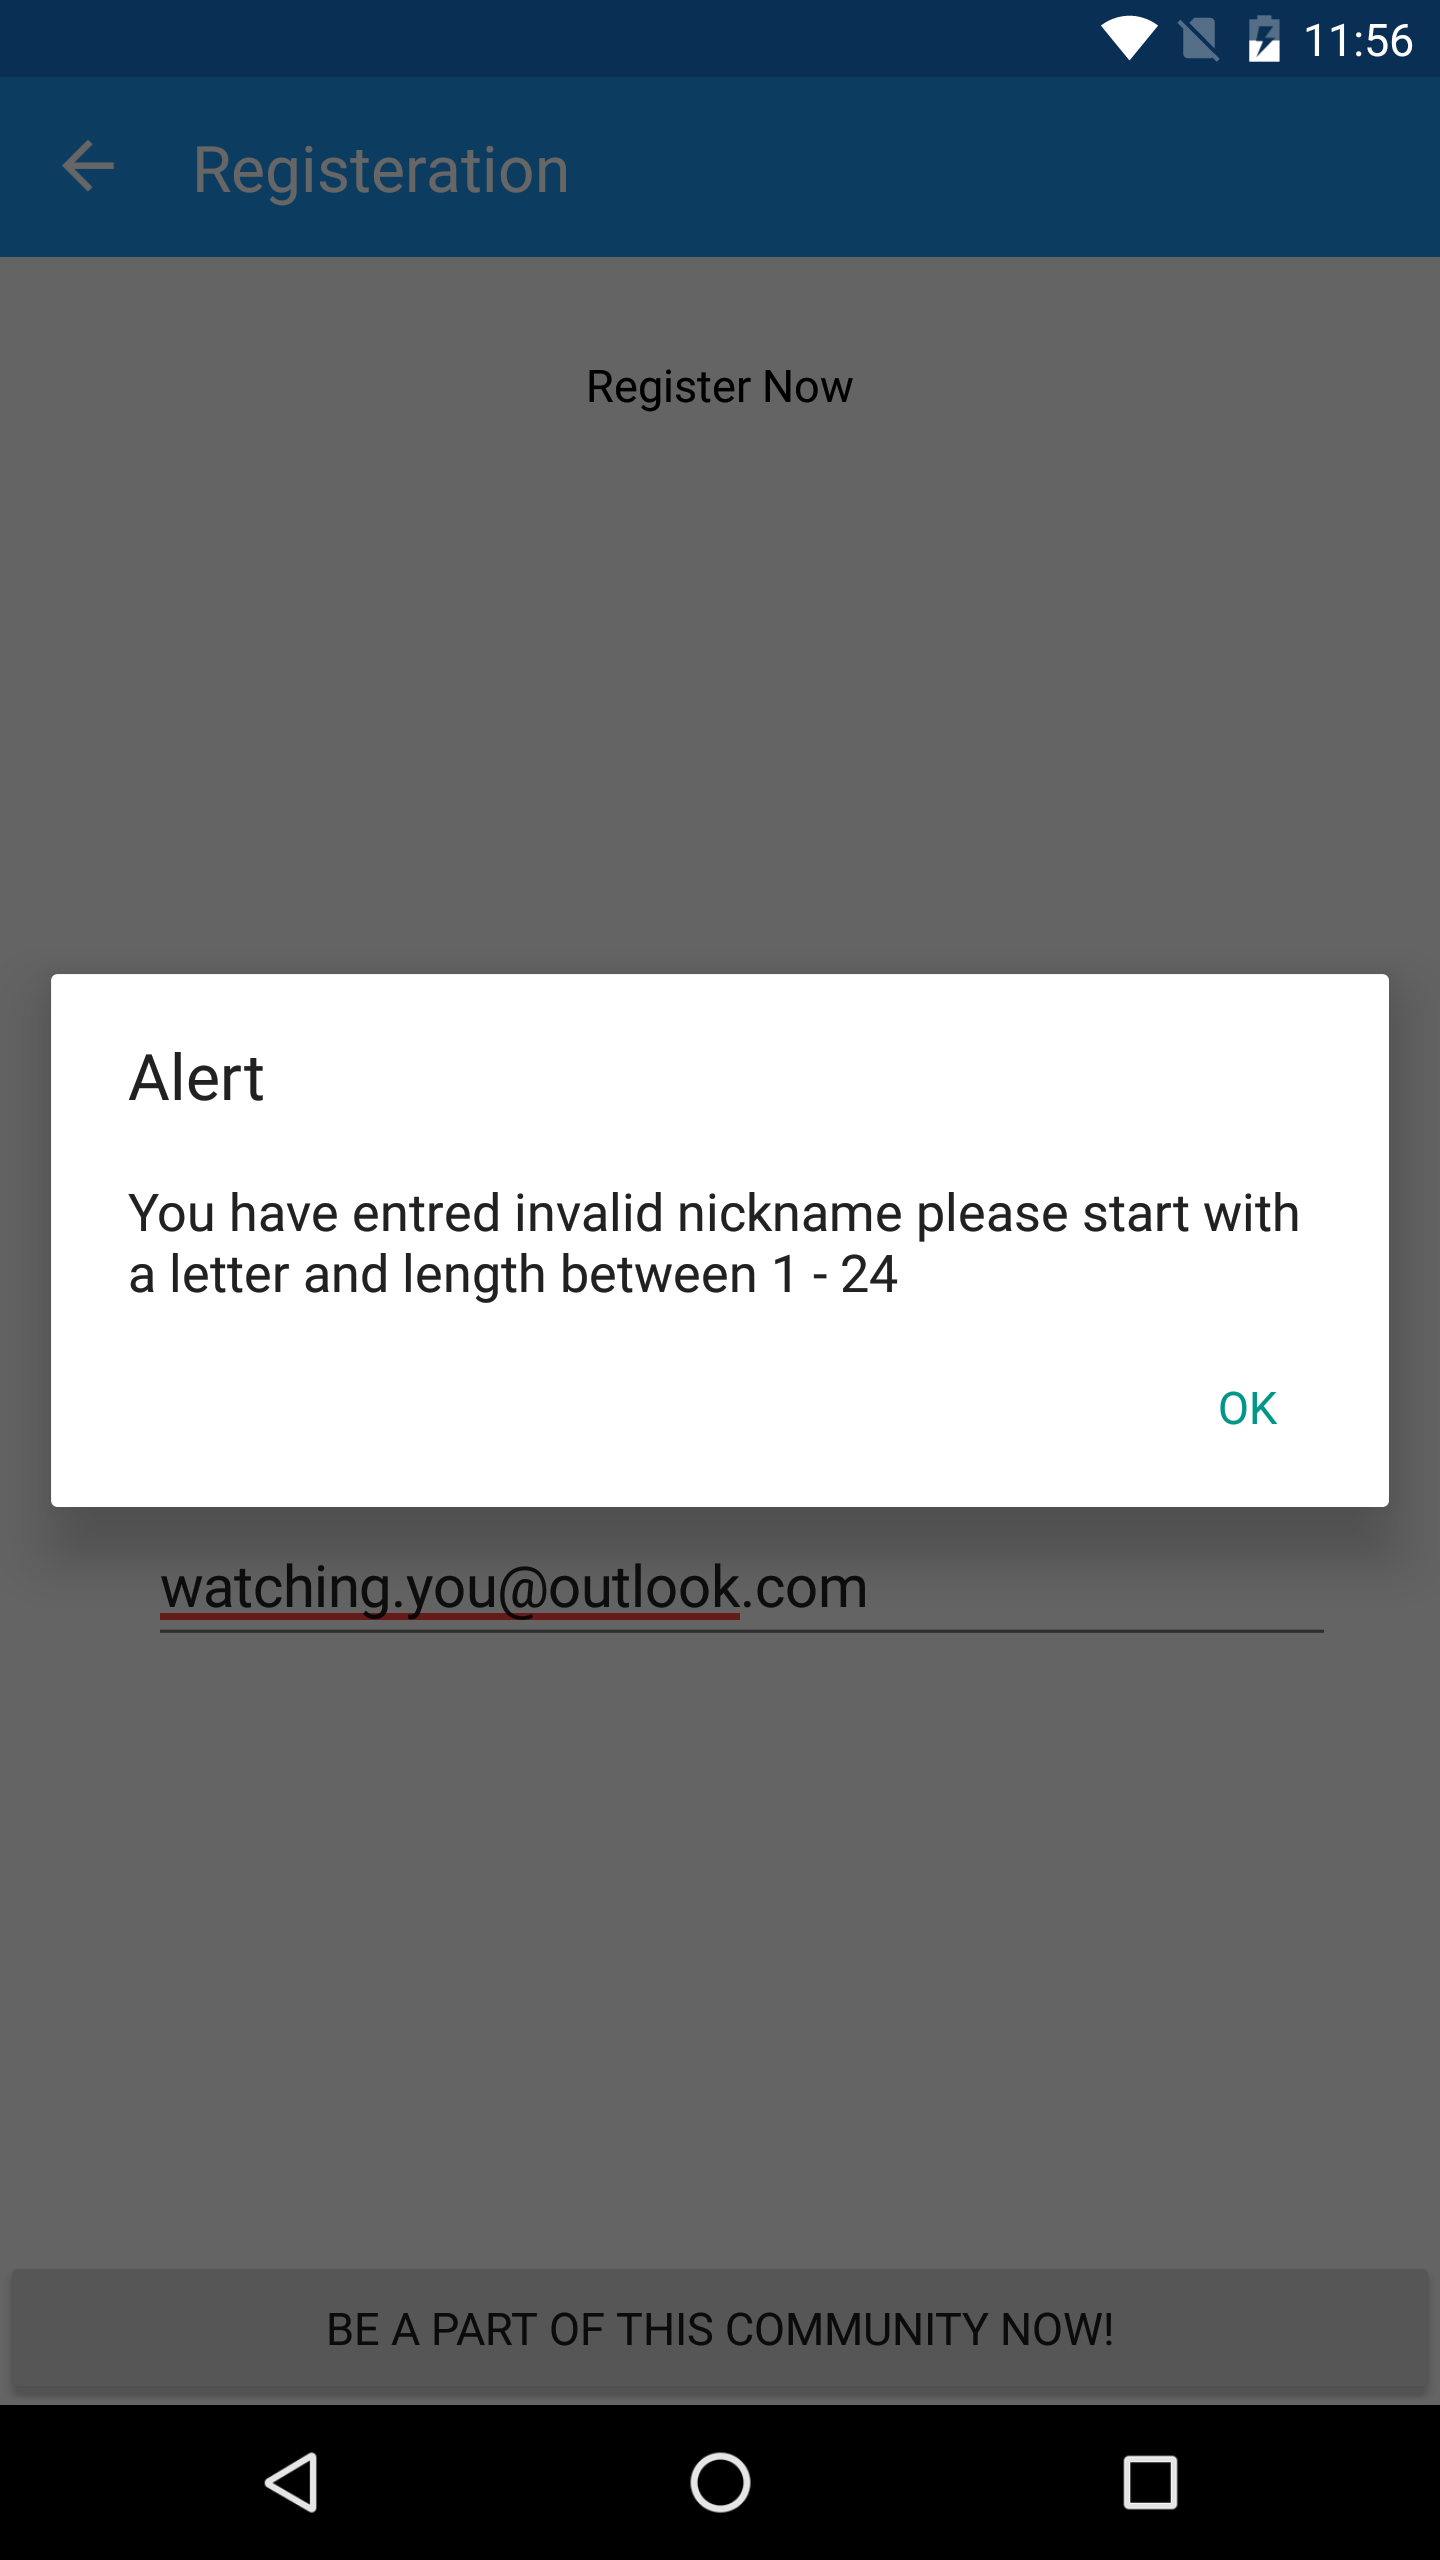 11:56
Registeration
Register Now
Alert
You have entred invalid nickname please start with
a letter and length between 1 - 24
OK
watching.you@outlook.com
BE A PART OF THIS COMMUNITY NOW!